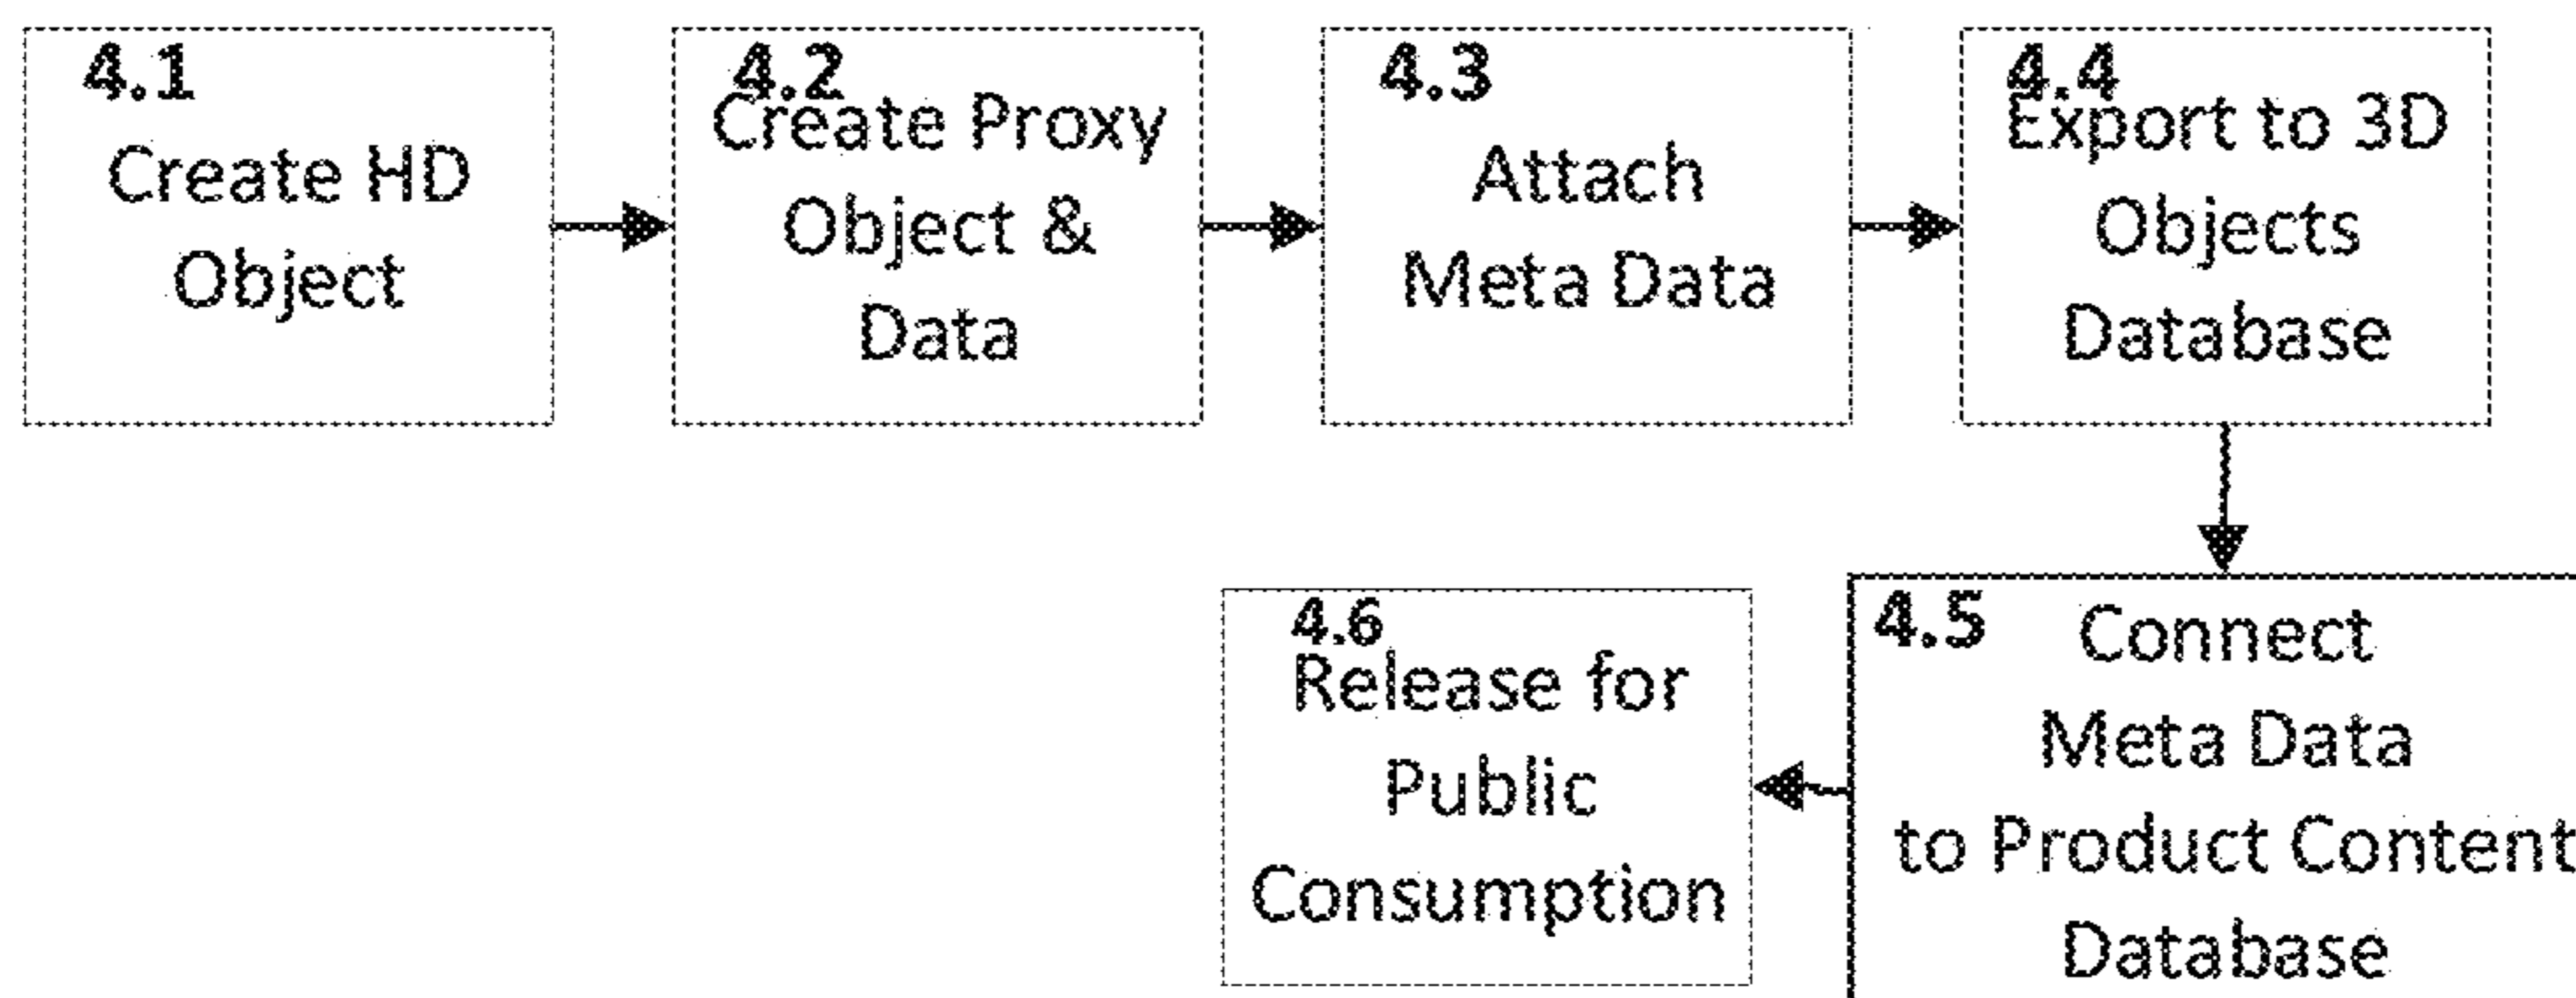 4.1
Create HD
Object
4.2
Create Proxy
Object &
Data
4.3
Attach
Meta Data
4.4
Export to 3D
Objects
Database
4.5 Connect
Meta Data
to Product Content
Database
4.6
Release for
Public
Consumption